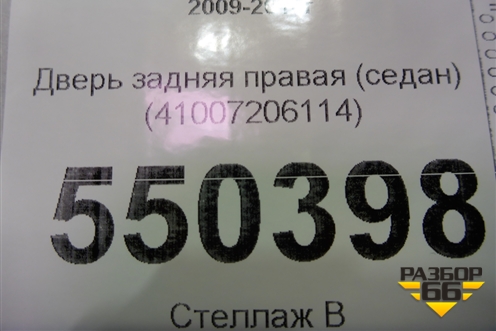 Дверь задняя правая (седан)
(41007206114)
550398
РАЗБОР
66
Стеллаж В